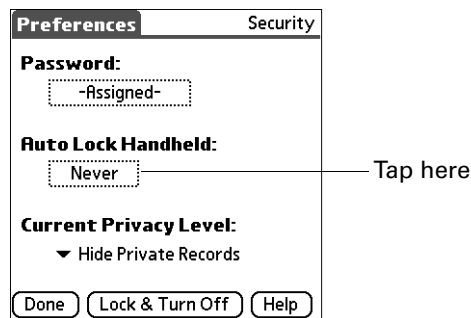 Preferences Security
Password:
-Assigned-
Auto Lock Handheld:
Never
Tap here
Current Privacy Level:
Hide Private Records
Done Lock & Turn Off Help